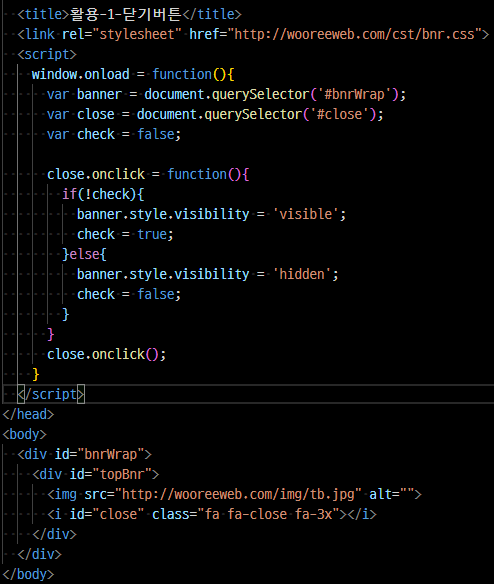 <title>활용-1-닫기버튼</title>
<link rel="stylesheet" href="http://wooreeweb.com/cst/bnr.css">
<script>
window.onload = function(){
var banner = document.querySelector('#bnrWrap');
var close = document.querySelector('#close');
var check = false;
close.onclick = function(){
if(!check){
banner.style.visibility = 'visible';
check = true;
}else{
banner.style.visibility = 'hidden';
check = false;
}
}
close.onclick();
}
</script>
</head>
<body>
<div id="bnrWrap">
<div id="topBnr">
<img src="http://wooreeweb.com/img/tb.jpg" alt="">
<i id="close" class="fa fa-close fa-3x"></i>
</div>
</div>
</body>